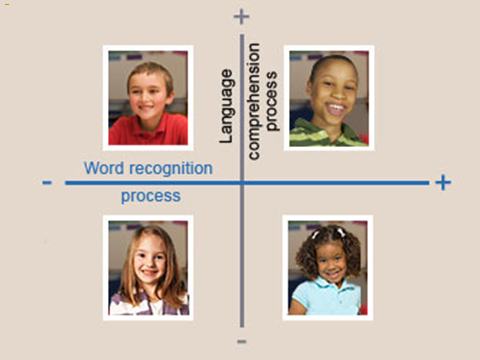 +
Language
comprehension
process
Word recognition
process
-
+
-